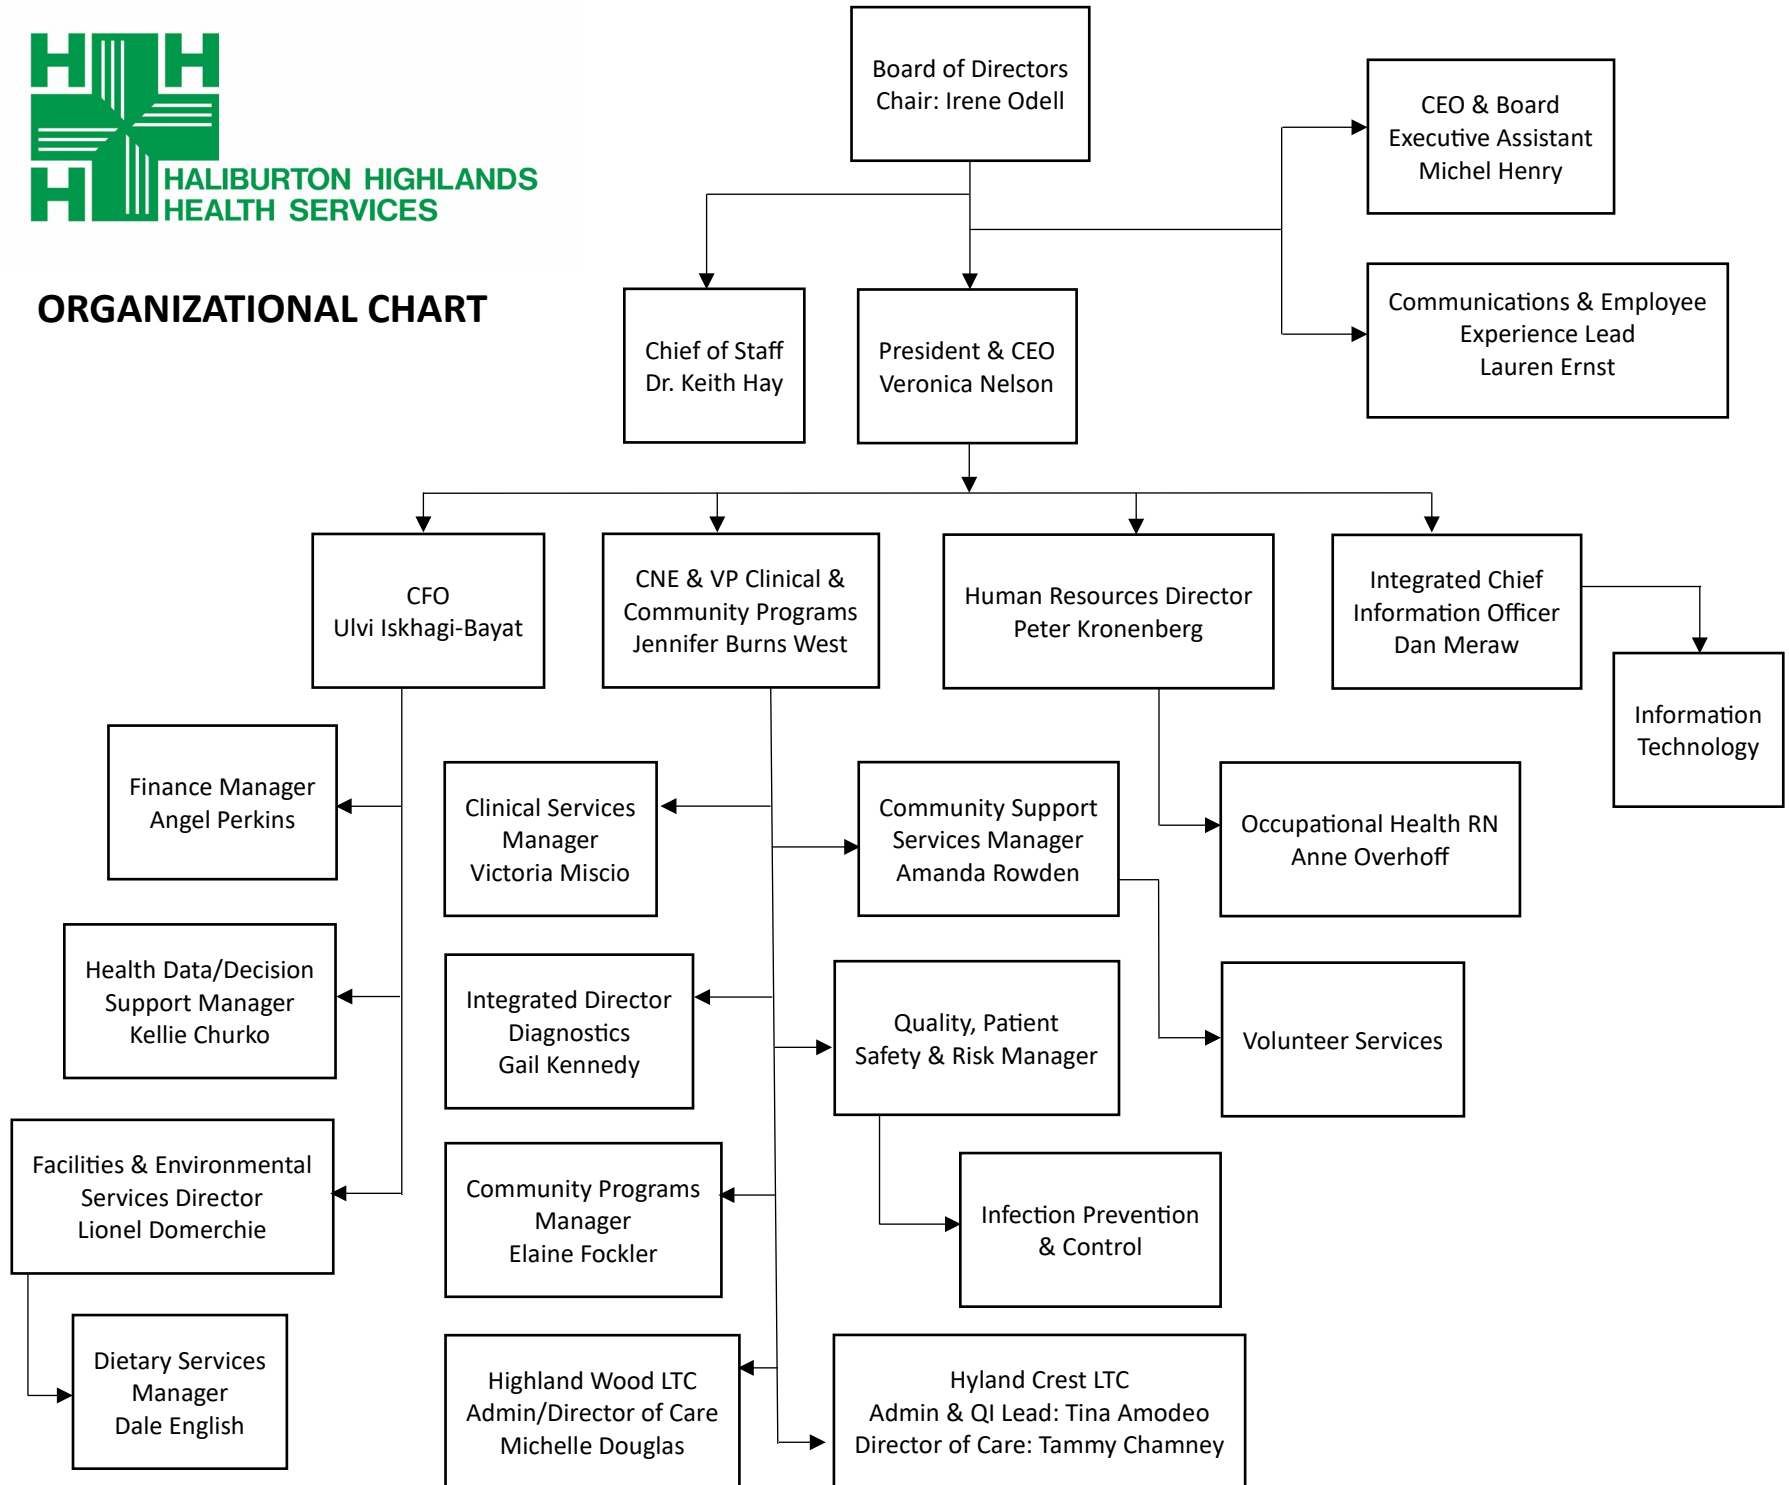 H H
H
HALIBURTON HIGHLANDS
HEALTH SERVICES
ORGANIZATIONAL CHART
Board of Directors
Chair: Irene Odell
CEO & Board
Executive Assistant
Michel Henry
Communications & Employee
Experience Lead
Lauren Ernst
Chief of Staff
Dr. Keith Hay
President & CEO
Veronica Nelson
CFO
Ulvi Iskhagi-Bayat
CNE & VP Clinical &
Community Programs
Jennifer Burns West
Human Resources Director
Peter Kronenberg
Integrated Chief
Information Officer
Dan Meraw
Information
Technology
Finance Manager
Angel Perkins
Clinical Services
Manager
Victoria Miscio
Community Support
Services Manager
Amanda Rowden
Occupational Health RN
Anne Overhoff
Health Data/Decision
Support Manager
Kellie Churko
Integrated Director
Diagnostics
Gail Kennedy
Quality, Patient
Safety & Risk Manager
Volunteer Services
Facilities & Environmental
Services Director
Lionel Domerchie
Community Programs
Manager
Elaine Fockler
Infection Prevention
& Control
Dietary Services
Manager
Dale English
Highland Wood LTC
Admin/Director of Care
Michelle Douglas
Hyland Crest LTC
Admin & QI Lead: Tina Amodeo
Director of Care: Tammy Chamney